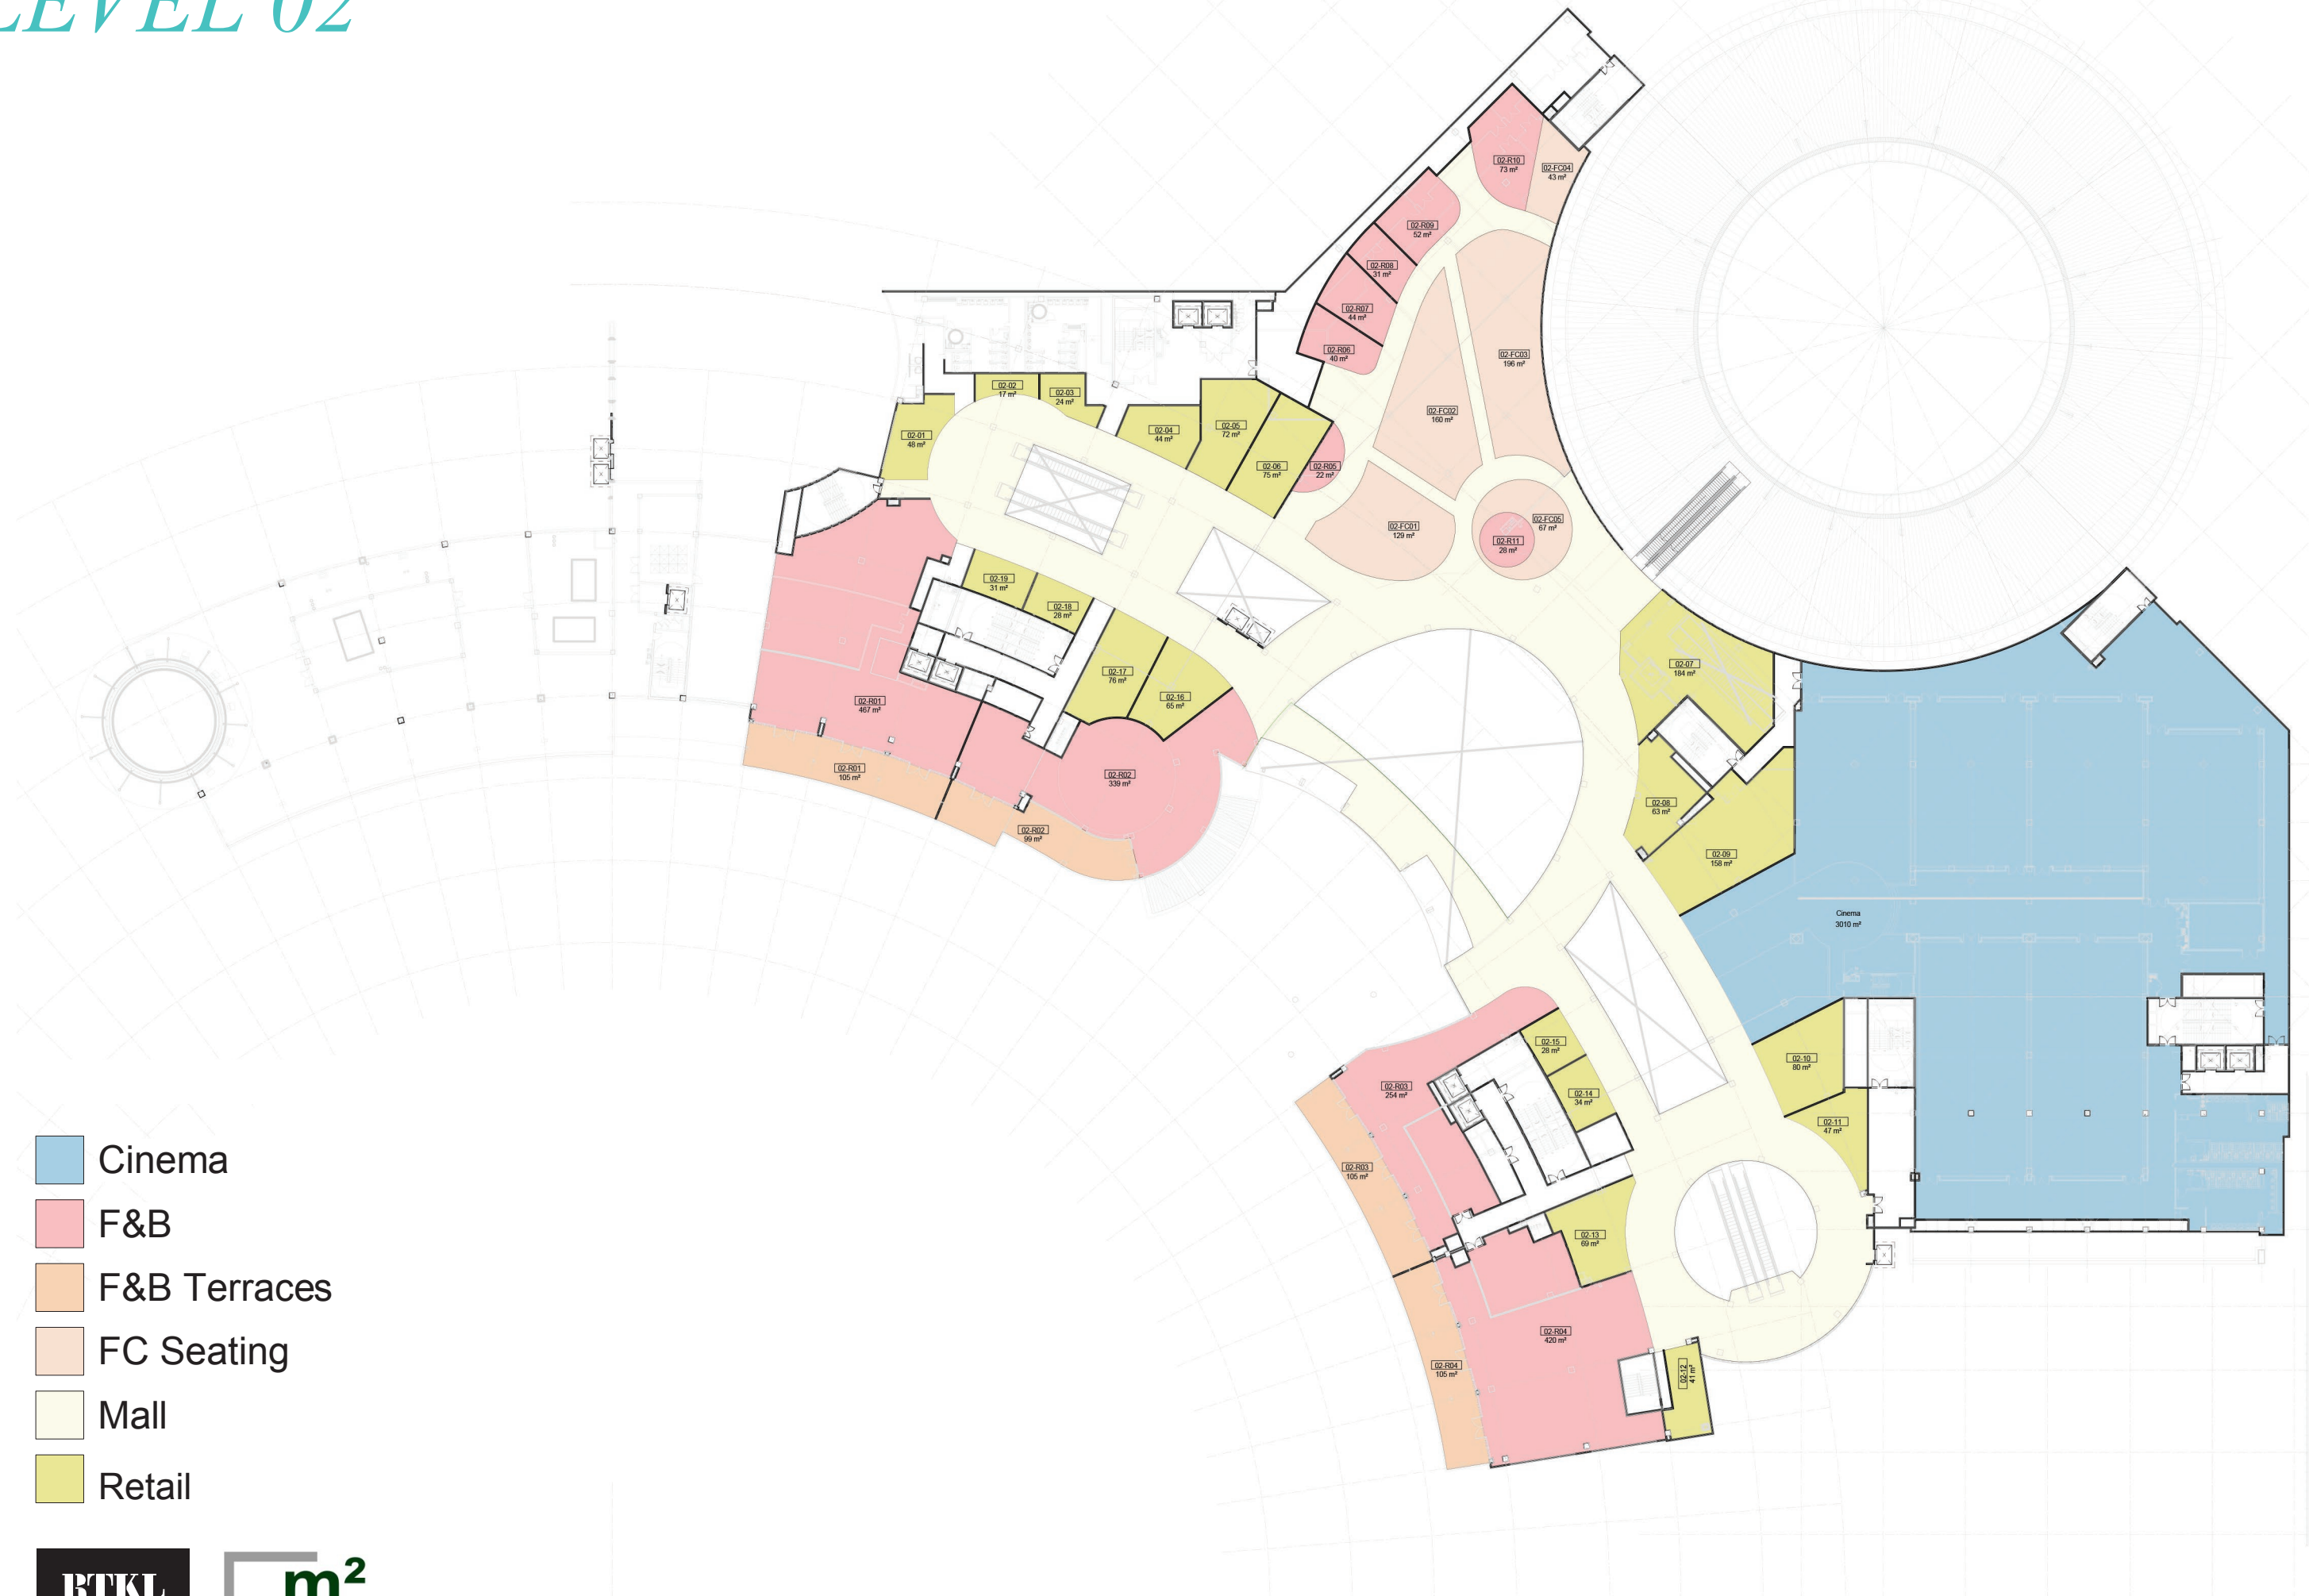 LEVEL 02
02-R10
73 m²
02-FC04
43 m²
02-R09
52 m²
02-R08
31 m²
02-R07
44 m²
02-R06
40 m²
02-FC03
196 m²
02-FC02
160 m²
02-02
17 m²
02-03
24 m²
02-01
48 m²
02-04
44 m²
02-05
72 m²
02-06
75 m²
02-R05
22 m²
02-FC01
129 m²
02-FC05
67 m²
02-R11
28 m²
02-19
31 m²
02-18
28 m²
02-17
76 m²
02-16
65 m²
02-07
184 m²
02-R01
467 m²
02-R01
105 m²
02-R02
339 m²
02-R02
99 m²
02-08
63 m²
02-09
158 m²
Cinema
3010 m²
02-15
28 m²
02-10
80 m²
02-R03
254 m²
02-14
34 m²
02-11
47 m²
02-R03
105 m²
02-13
69 m²
02-R04
420 m²
02-R04
105 m²
02-12
41 m²
Cinema
F&B
F&B Terraces
FC Seating
Mall
Retail
RTKL
m²